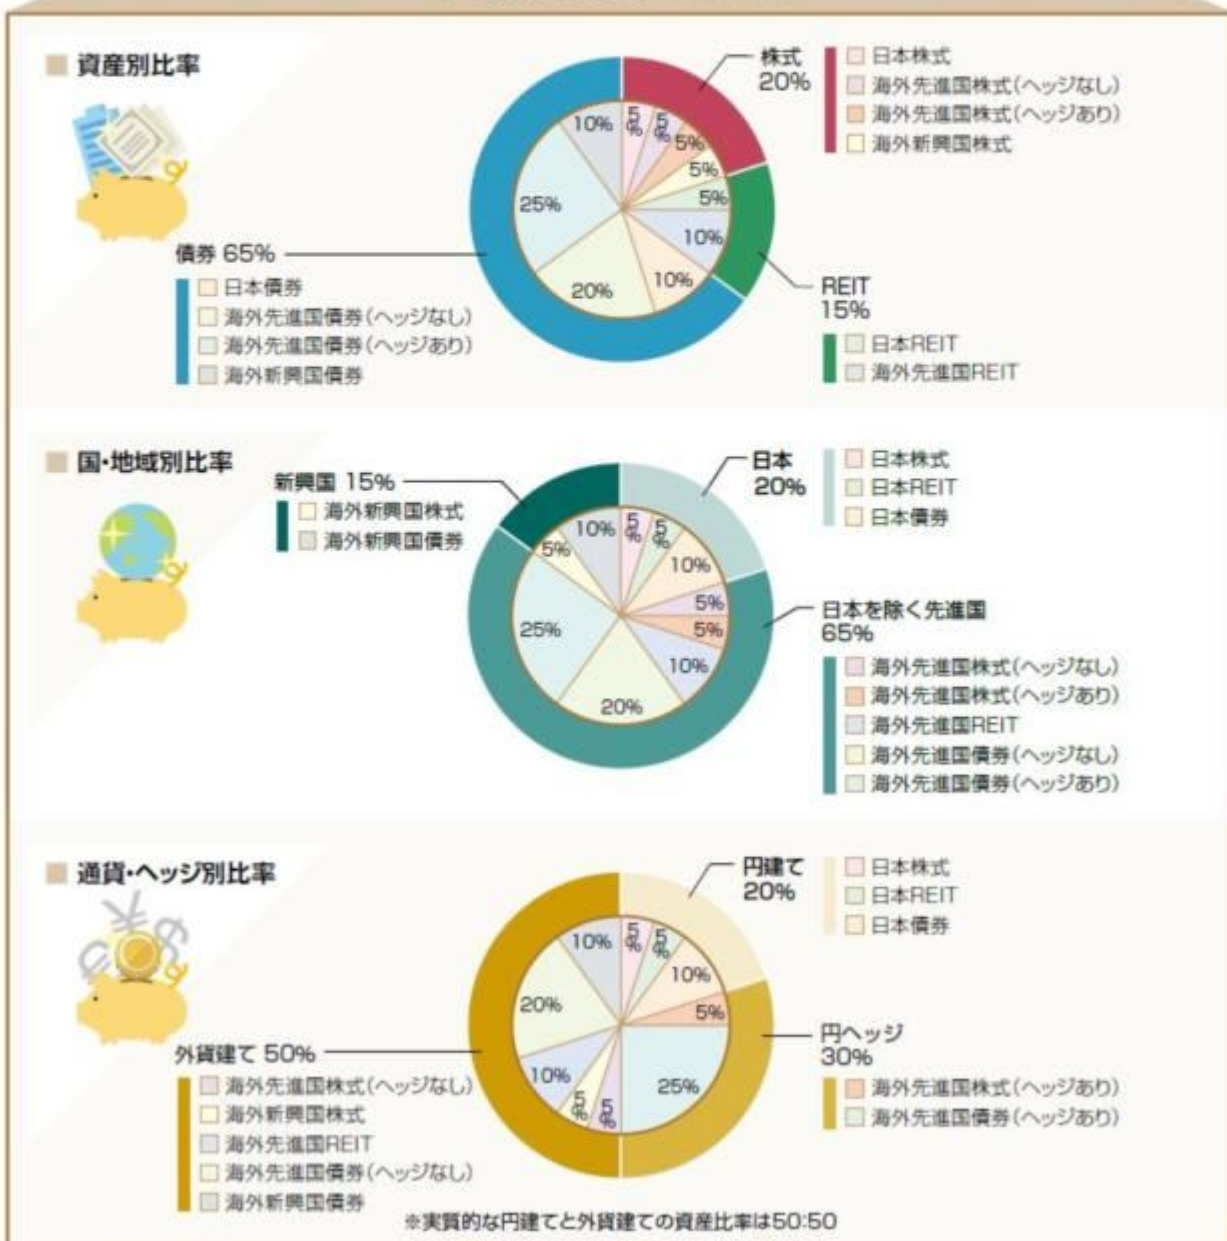 資産別比率
株式
20%
日本株式
海外先進国株式(ヘッジなし)
海外先進国株式(ヘッジあり)
海外新興国株式
10%
5%
5%
5%
5%
5%
10%
10%
20%
25%
債券 65%
日本債券
海外先進国債券(ヘッジなし)
海外先進国債券(ヘッジあり)
海外新興国債券
REIT
15%
日本REIT
海外先進国REIT
国・地域別比率
新興国 15%
海外新興国株式
海外新興国債券
日本
20%
日本株式
日本REIT
日本債券
10%
5%
5%
10%
5%
5%
10%
20%
25%
5%
日本を除く先進国
65%
海外先進国株式(ヘッジなし)
海外先進国株式(ヘッジあり)
海外先進国REIT
海外先進国債券(ヘッジなし)
海外先進国債券(ヘッジあり)
通貨・ヘッジ別比率
円建て
20%
日本株式
日本REIT
日本債券
10%
5%
5%
10%
5%
25%
5%
5%
10%
20%
外貨建て 50%
海外先進国株式(ヘッジなし)
海外新興国株式
海外先進国REIT
海外先進国債券(ヘッジなし)
海外新興国債券
円ヘッジ
30%
海外先進国株式(ヘッジあり)
海外先進国債券(ヘッジあり)
※実質的な円建てと外貨建ての資産比率は50:50